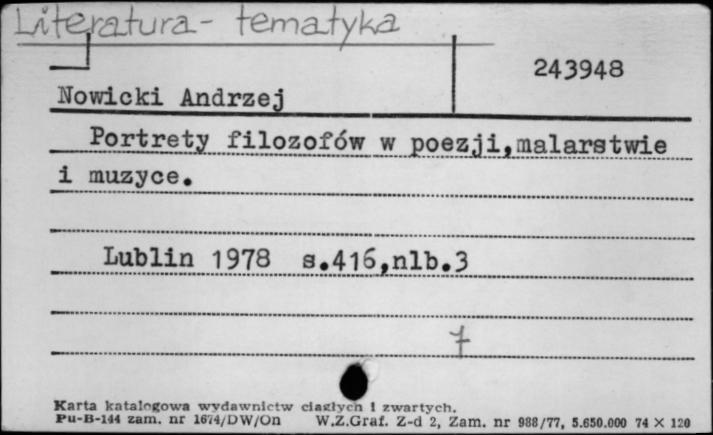 Literatura - tematyka
243948
Nowicki Andrzej
Portrety filozofów w poezji,malarstwie
i muzyce.
Lublin 1978 s.416,nlb.3
7
Karta katalogowa wydawnictw ciągłych i zwartych.
Pu-B-144 zam. nr 1674/DW/On W.Z.Graf. Z-d 2, Zam. nr 988/77, 5.650.000 74 × 120